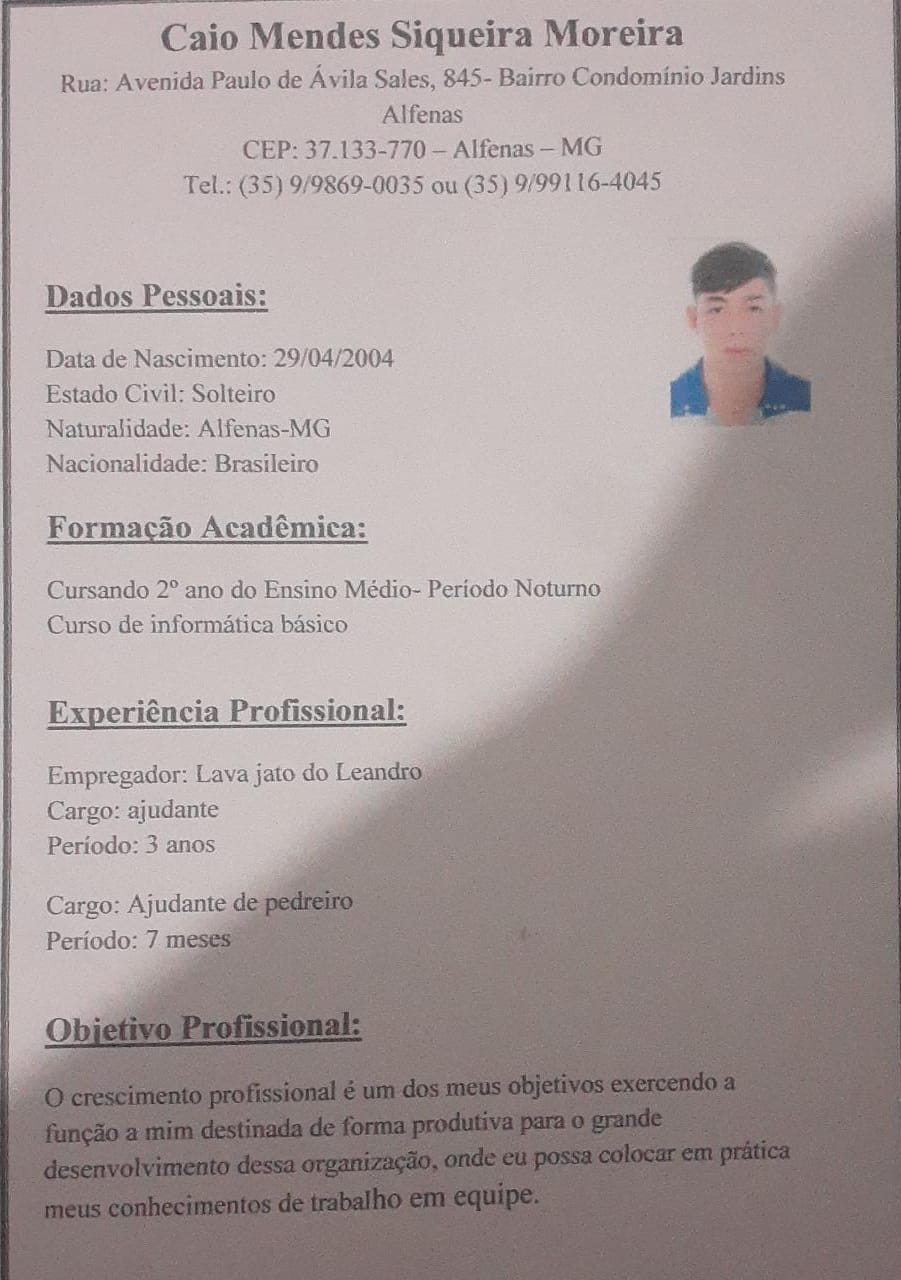 Caio Mendes Siqueira Moreira
Rua: Avenida Paulo de Ávila Sales, 845- Bairro Condomínio Jardins
Alfenas
CEP: 37.133-770 – Alfenas – MG
Tel.: (35) 9/9869-0035 ou (35) 9/99116-4045
Dados Pessoais:
Data de Nascimento: 29/04/2004
Estado Civil: Solteiro
Naturalidade: Alfenas-MG
Nacionalidade: Brasileiro
Formação Acadêmica:
Cursando 2º ano do Ensino Médio- Período Noturno
Curso de informática básico
Experiência Profissional:
Empregador: Lava jato do Leandro
Cargo: ajudante
Período: 3 anos
Cargo: Ajudante de pedreiro
Período: 7 meses
Objetivo Profissional:
O crescimento profissional é um dos meus objetivos exercendo a
função a mim destinada de forma produtiva para o grande
desenvolvimento dessa organização, onde eu possa colocar em prática
meus conhecimentos de trabalho em equipe.